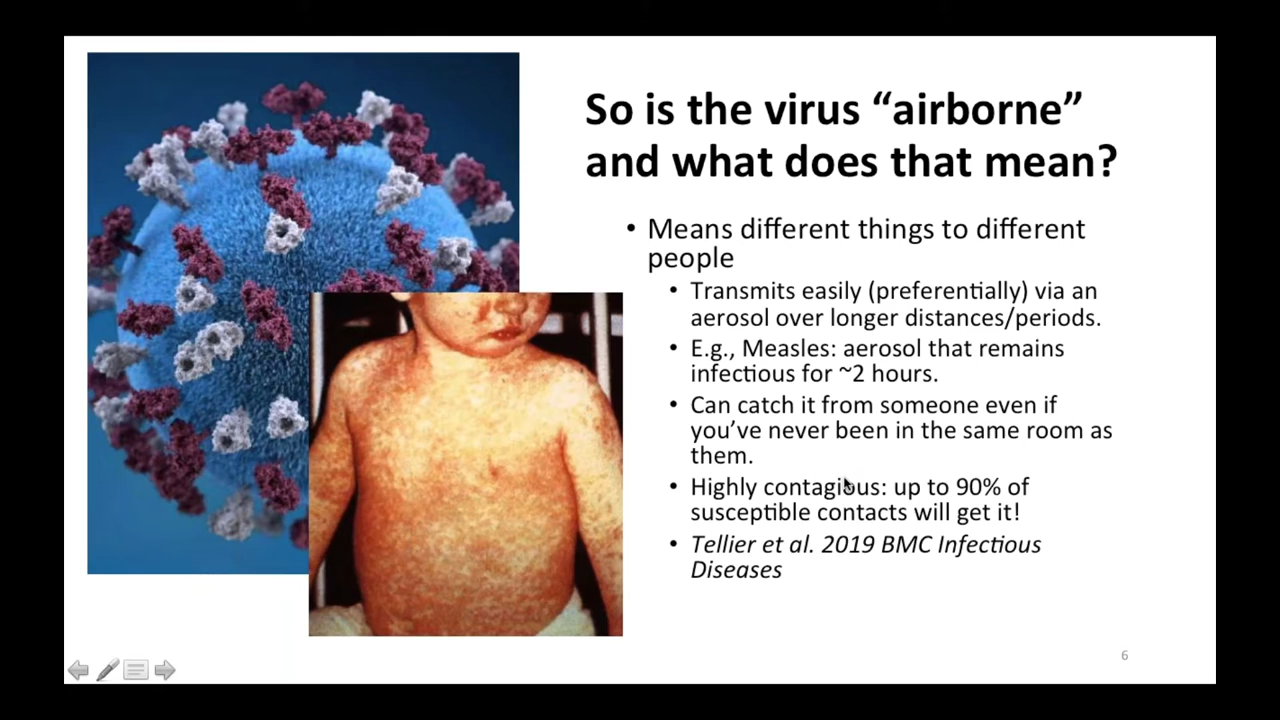 So is the virus “airborne”
and what does that mean?
• Means different things to different
people
• Transmits easily (preferentially) via an
aerosol over longer distances/periods.
• E.g., Measles: aerosol that remains
infectious for ~2 hours.
• Can catch it from someone even if
you’ve never been in the same room as
them.
• Highly contagious: up to 90% of
susceptible contacts will get it!
• Tellier et al. 2019 BMC Infectious
Diseases
6